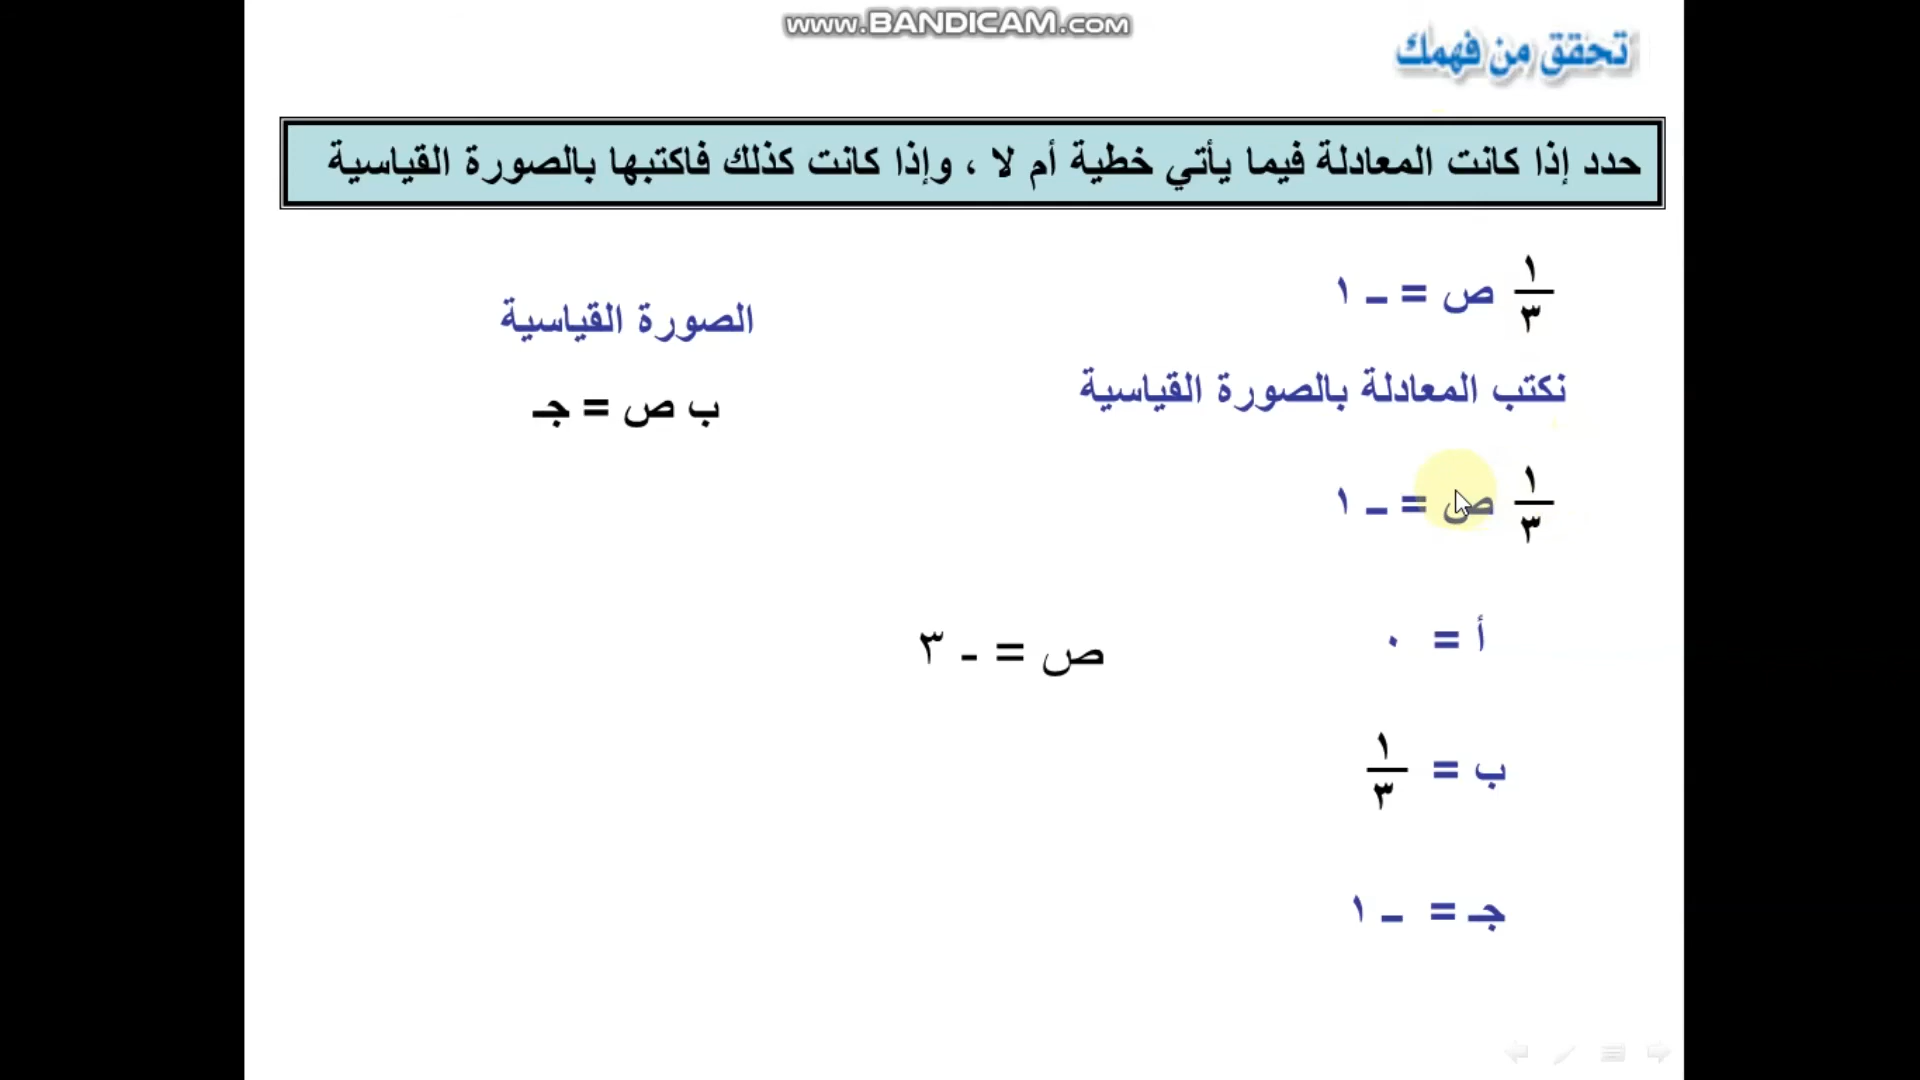 www.BANDICAM.com
تحقق من فهمك
حدد إذا كانت المعادلة فيما يأتي خطية أم لا ، وإذا كانت كذلك فاكتبها بالصورة القياسية
١/٣ ص = – ١
الصورة القياسية
نكتب المعادلة بالصورة القياسية
ب ص = جـ
١/٣ ص = – ١
أ = ٠
ص = - ٣
ب = ١/٣
جـ = – ١